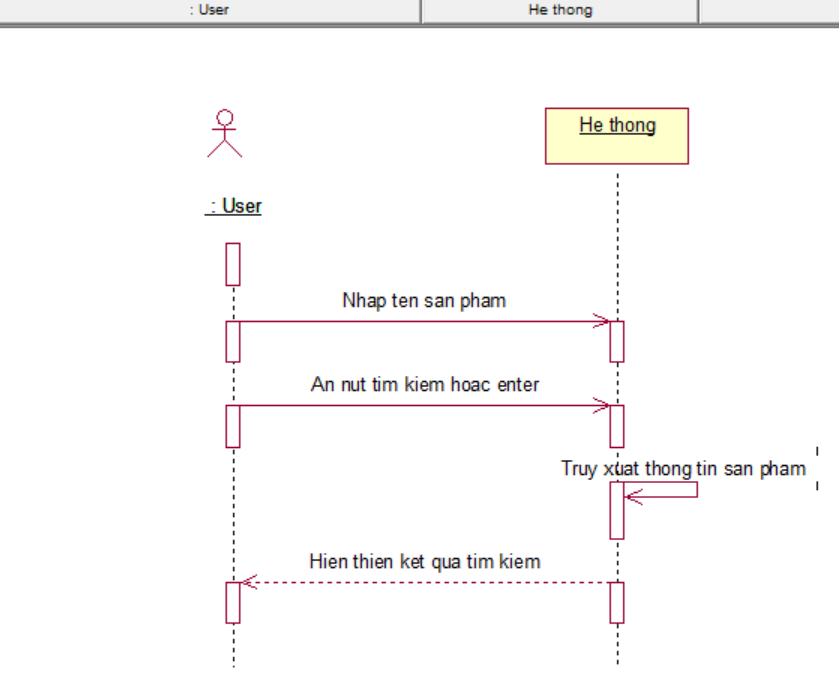 : User
He thong
He thong
: User
Nhap ten san pham
An nut tim kiem hoac enter
Truy xuat thong tin san pham
Hien thien ket qua tim kiem